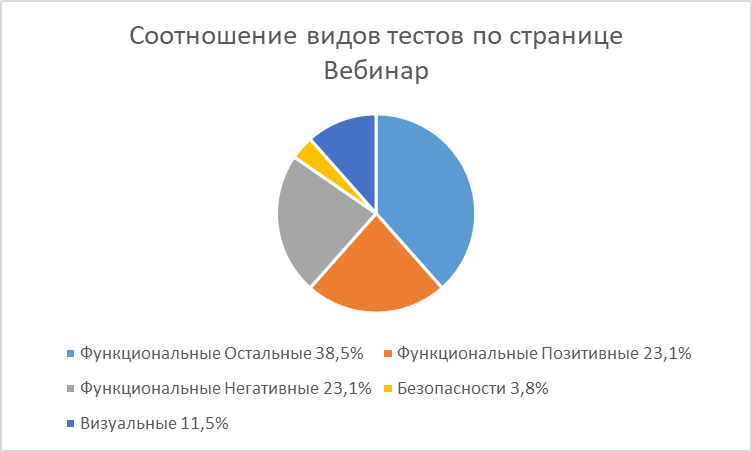 Соотношение видов тестов по странице
Вебинар
Функциональные Остальные 38,5%
Функциональные Позитивные 23,1%
Функциональные Негативные 23,1%
Безопасности 3,8%
Визуальные 11,5%